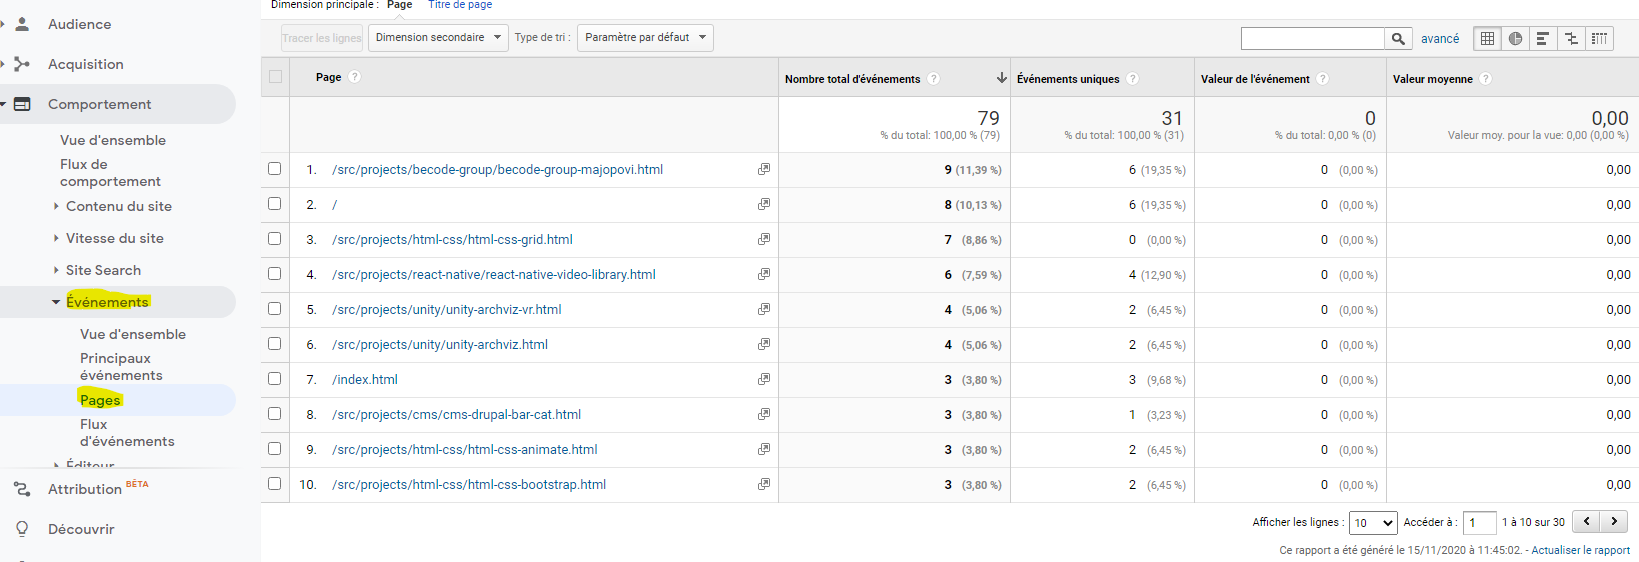 Dimension principale : Page Titre de page
Audience
Acquisition
Comportement
Vue d'ensemble
Flux de
comportement
Contenu du site
Vitesse du site
Site Search
Événements
Vue d'ensemble
Principaux
événements
Pages
Flux
d'événements
Éditeur
Attribution BÊTA
Découvrir
Tracer les lignes Dimension secondaire Type de tri : Paramètre par défaut avancé
Page ? Nombre total d'événements ? Événements uniques ? Valeur de l'événement ? Valeur moyenne ?
79 31 0 0,00
% du total: 100,00 % (79) % du total: 100,00 % (31) % du total: 0,00 % (0) Valeur moy. pour la vue: 0,00 (0,00 %)
1. /src/projects/becode-group/becode-group-majopovi.html 9 (11,39 %) 6 (19,35 %) 0 (0,00 %) 0,00
2. / 8 (10,13 %) 6 (19,35 %) 0 (0,00 %) 0,00
3. /src/projects/html-css/html-css-grid.html 7 (8,86 %) 0 (0,00 %) 0 (0,00 %) 0,00
4. /src/projects/react-native/react-native-video-library.html 6 (7,59 %) 4 (12,90 %) 0 (0,00 %) 0,00
5. /src/projects/unity/unity-archviz-vr.html 4 (5,06 %) 2 (6,45 %) 0 (0,00 %) 0,00
6. /src/projects/unity/unity-archviz.html 4 (5,06 %) 2 (6,45 %) 0 (0,00 %) 0,00
7. /index.html 3 (3,80 %) 3 (9,68 %) 0 (0,00 %) 0,00
8. /src/projects/cms/cms-drupal-bar-cat.html 3 (3,80 %) 1 (3,23 %) 0 (0,00 %) 0,00
9. /src/projects/html-css/html-css-animate.html 3 (3,80 %) 2 (6,45 %) 0 (0,00 %) 0,00
10. /src/projects/html-css/html-css-bootstrap.html 3 (3,80 %) 2 (6,45 %) 0 (0,00 %) 0,00
Afficher les lignes : 10 Accéder à : 1 1 à 10 sur 30
Ce rapport a été généré le 15/11/2020 à 11:45:02. - Actualiser le rapport